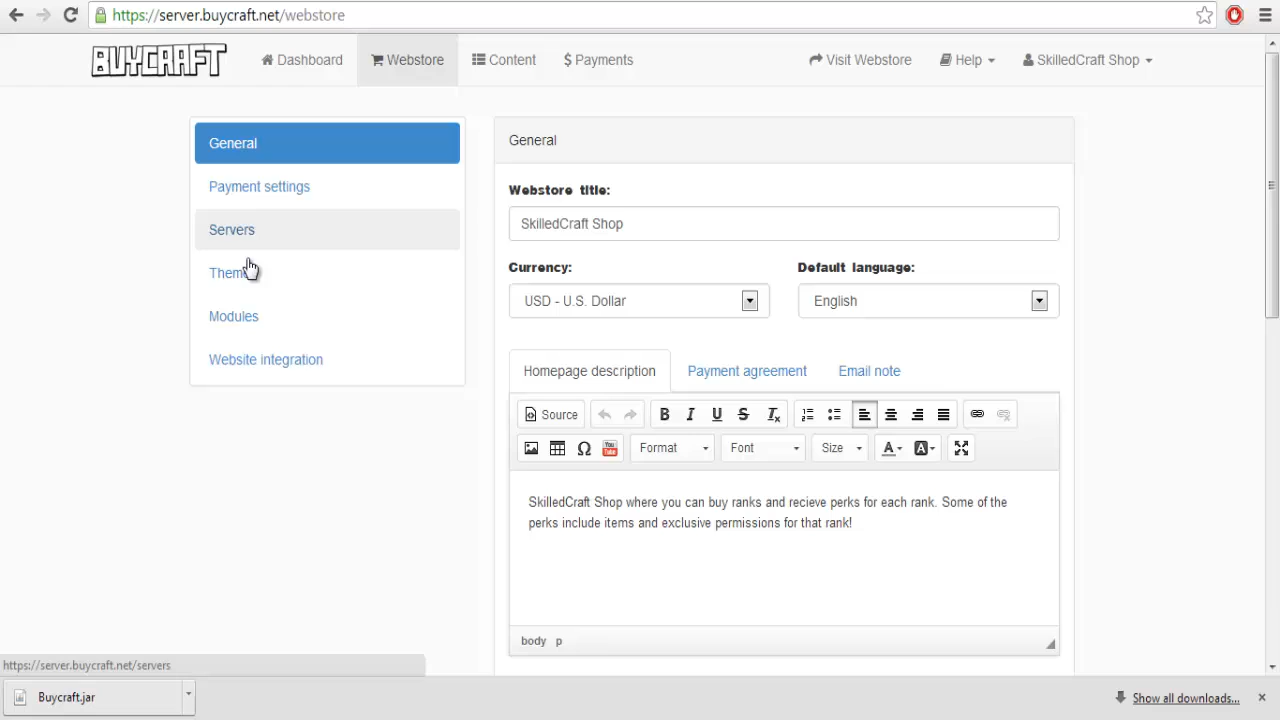 https://server.buycraft.net/webstore
BUYCRAFT
Dashboard
Webstore
Content
$ Payments
Visit Webstore
Help
SkilledCraft Shop
General
Payment settings
Servers
Modules
Website integration
General
Webstore title:
SkilledCraft Shop
Currency:
Default language:
USD - U.S. Dollar
English
Homepage description
Payment agreement
Email note
Source
B I U S Tx
Ω
You Tube
Format
Font
Size
A
A
SkilledCraft Shop where you can buy ranks and recieve perks for each rank. Some of the
perks include items and exclusive permissions for that rank!
body p
https://server.buycraft.net/servers
Buycraft.jar
Show all downloads...